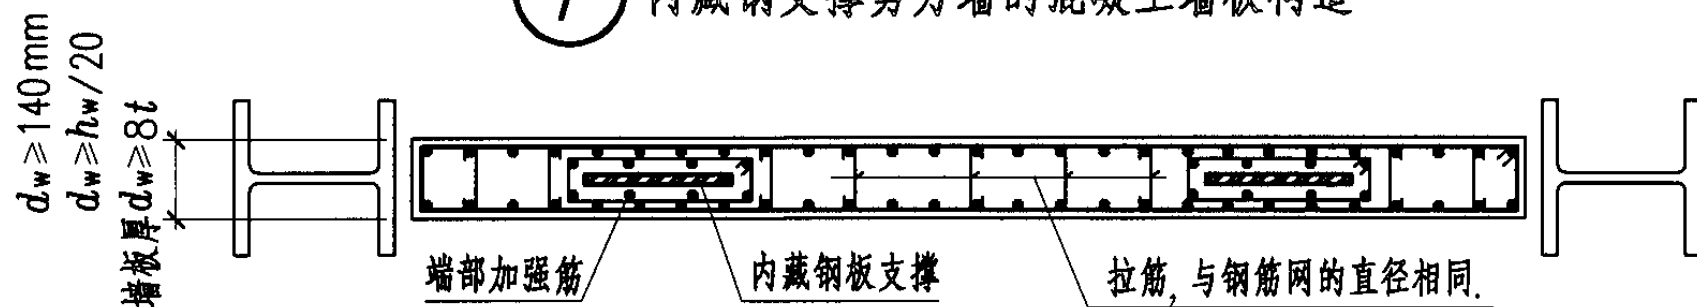 内藏钢支撑剪力墙的混凝土墙板构造
dw≥140mm
dw≥hw/20
墙板厚dw≥8t
端部加强筋
内藏钢板支撑
拉筋, 与钢筋网的直径相同.